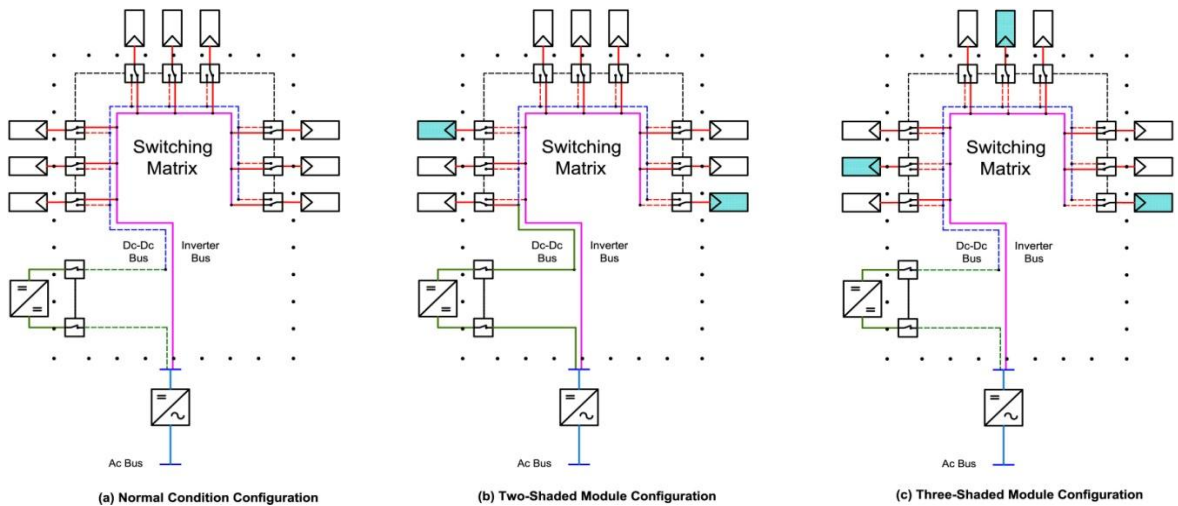 Switching
Matrix
Dc-Dc
Bus
Inverter
Bus
Ac Bus
(a) Normal Condition Configuration
Switching
Matrix
Dc-Dc
Bus
Inverter
Bus
Ac Bus
(b) Two-Shaded Module Configuration
Switching
Matrix
Dc-Dc
Bus
Inverter
Bus
Ac Bus
(c) Three-Shaded Module Configuration